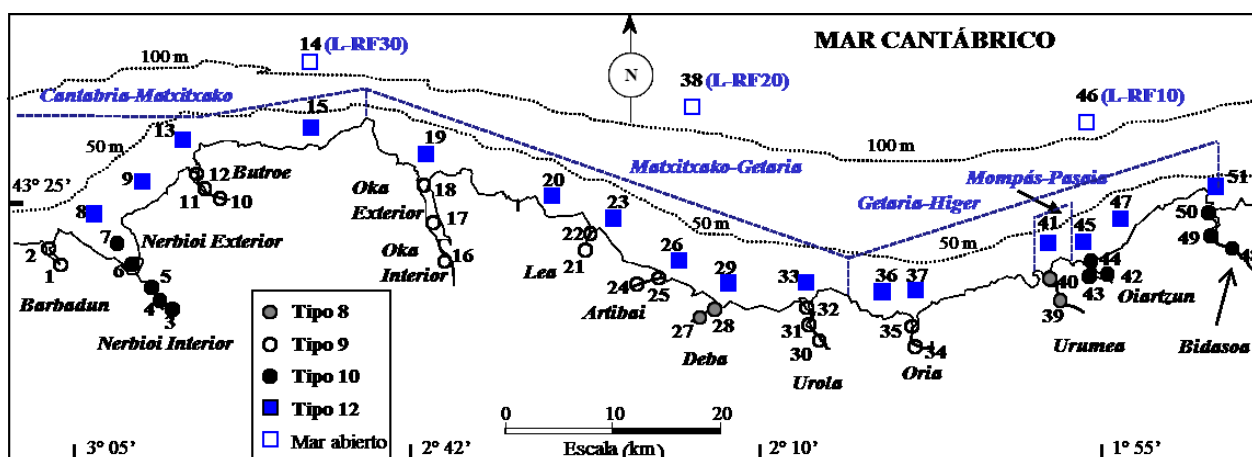 MAR CANTÁBRICO
14 (L-RF30)
100 m
38 (L-RF20)
46 (L-RF10)
N
Cantabria-Matxitxako
15
13
50 m
19
Matxitxako-Getaria
100 m
Mompás-Pasaia
51
43° 25’
9
12
Butroe
11
10
Oka
Exterior
18
20
Getaria-Higer
8
7
Nerbioi Exterior
17
23
50 m
50 m
41
45
47
50
2
1
6
5
Oka
Interior
16
22
21
Lea
26
49
48
44
Barbadun
4
3
Nerbioi Interior
24
25
Artibai
29
33
36
37
40
43
42
Oiartzun
39
27
28
Deba
32
31
30
Urola
35
34
Oria
Urumea
Bidasoa
Tipo 8
Tipo 9
Tipo 10
Tipo 12
Mar abierto
0 10 20
Escala (km)
3° 05’
2° 42’
2° 10’
1° 55’